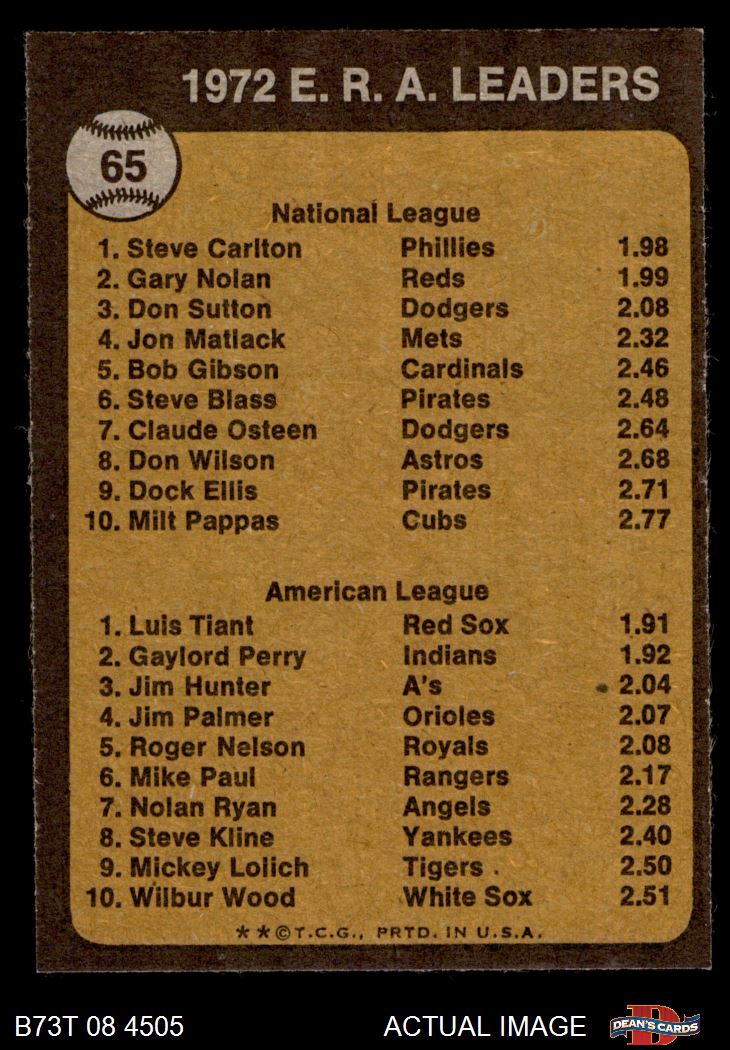 1972 E. R. A. LEADERS
65
National League
1. Steve Carlton Phillies 1.98
2. Gary Nolan Reds 1.99
3. Don Sutton Dodgers 2.08
4. Jon Matlack Mets 2.32
5. Bob Gibson Cardinals 2.46
6. Steve Blass Pirates 2.48
7. Claude Osteen Dodgers 2.64
8. Don Wilson Astros 2.68
9. Dock Ellis Pirates 2.71
10. Milt Pappas Cubs 2.77
American League
1. Luis Tiant Red Sox 1.91
2. Gaylord Perry Indians 1.92
3. Jim Hunter A's 2.04
4. Jim Palmer Orioles 2.07
5. Roger Nelson Royals 2.08
6. Mike Paul Rangers 2.17
7. Nolan Ryan Angels 2.28
8. Steve Kline Yankees 2.40
9. Mickey Lolich Tigers 2.50
10. Wilbur Wood White Sox 2.51
**©T.C.G., PRTD. IN U.S.A.
B73T 08 4505 ACTUAL IMAGE D DEAN'S CARDS